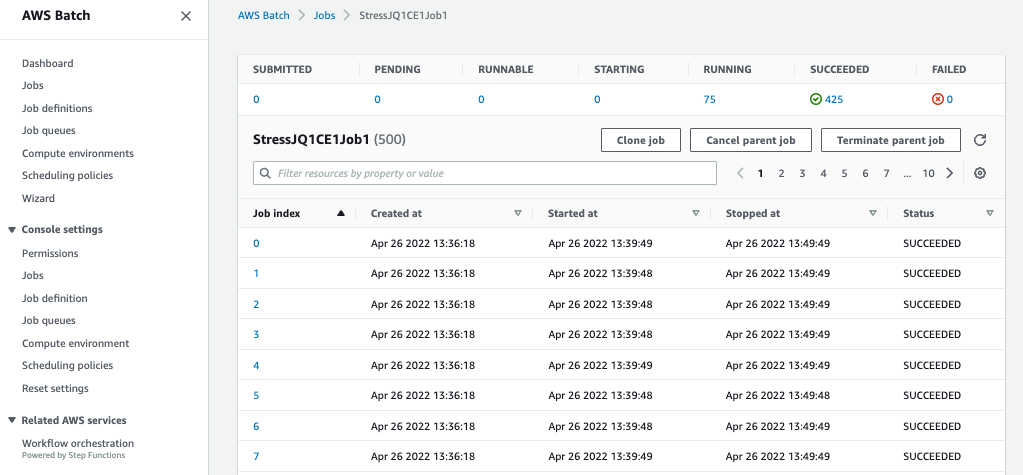 AWS Batch
AWS Batch Jobs StressJQ1CE1Job1
Dashboard
Jobs
Job definitions
Job queues
Compute environments
Scheduling policies
Wizard
Console settings
Permissions
Jobs
Job definition
Job queues
Compute environment
Scheduling policies
Reset settings
Related AWS services
Workflow orchestration
Powered by Step Functions
SUBMITTED PENDING RUNNABLE STARTING RUNNING SUCCEEDED FAILED
0 0 0 0 75 425 0
StressJQ1CE1Job1 (500) Clone job Cancel parent job Terminate parent job
Filter resources by property or value 1 2 3 4 5 6 7 ... 10
Job index Created at Started at Stopped at Status
0 Apr 26 2022 13:36:18 Apr 26 2022 13:39:49 Apr 26 2022 13:49:49 SUCCEEDED
1 Apr 26 2022 13:36:18 Apr 26 2022 13:39:48 Apr 26 2022 13:49:49 SUCCEEDED
2 Apr 26 2022 13:36:18 Apr 26 2022 13:39:48 Apr 26 2022 13:49:49 SUCCEEDED
3 Apr 26 2022 13:36:18 Apr 26 2022 13:39:48 Apr 26 2022 13:49:49 SUCCEEDED
4 Apr 26 2022 13:36:18 Apr 26 2022 13:39:49 Apr 26 2022 13:49:49 SUCCEEDED
5 Apr 26 2022 13:36:18 Apr 26 2022 13:39:48 Apr 26 2022 13:49:48 SUCCEEDED
6 Apr 26 2022 13:36:18 Apr 26 2022 13:39:48 Apr 26 2022 13:49:49 SUCCEEDED
7 Apr 26 2022 13:36:18 Apr 26 2022 13:39:48 Apr 26 2022 13:49:49 SUCCEEDED